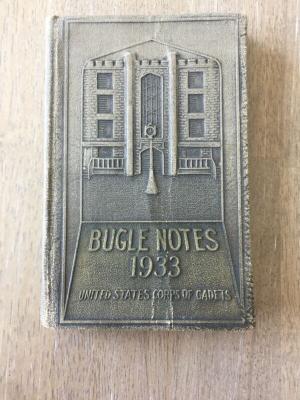 BUGLE NOTES
1933
UNITED STATES CORPS OF CADETS